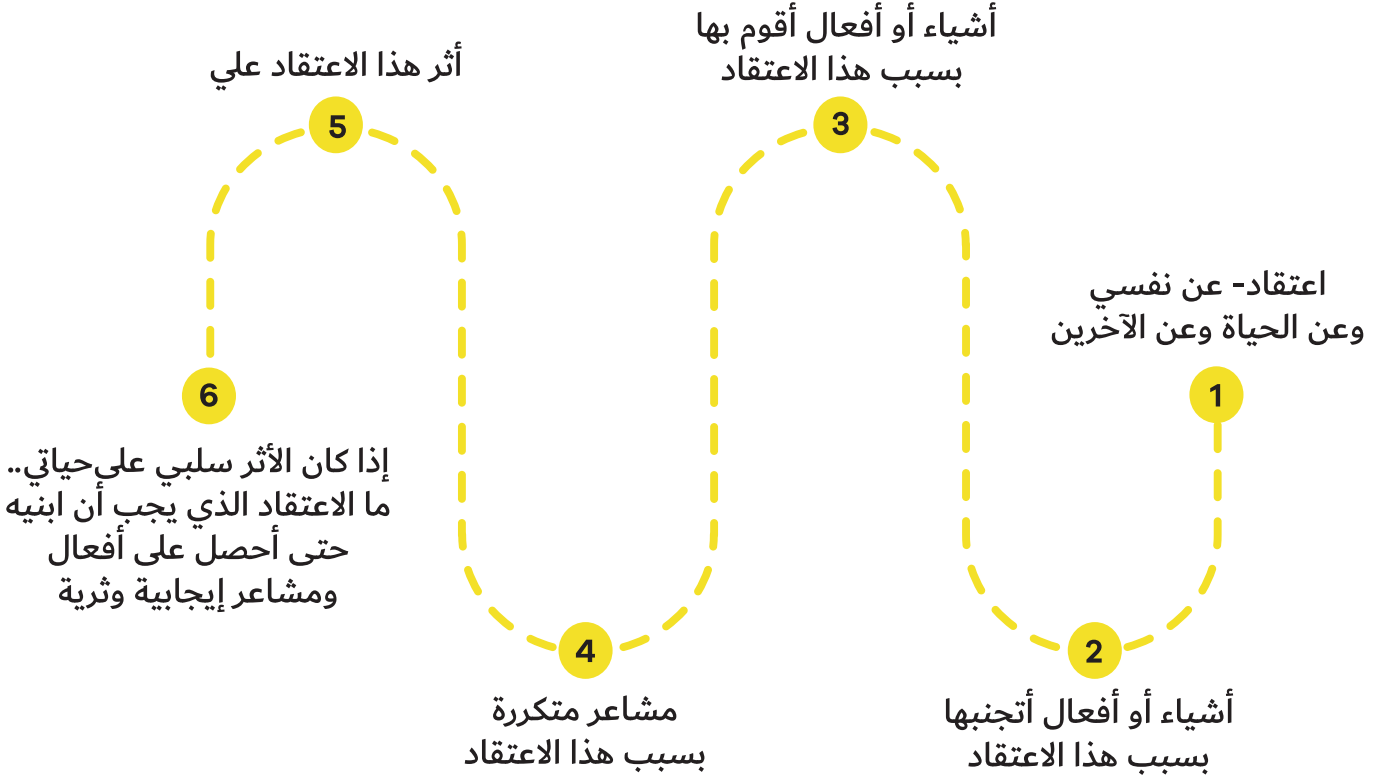 1
اعتقاد- عن نفسي
وعن الحياة وعن الآخرين
2
أشياء أو أفعال أتجنبها
بسبب هذا الاعتقاد
3
أشياء أو أفعال أقوم بها
بسبب هذا الاعتقاد
4
مشاعر متكررة
بسبب هذا الاعتقاد
5
أثر هذا الاعتقاد علي
6
إذا كان الأثر سلبي على حياتي..
ما الاعتقاد الذي يجب أن ابنيه
حتى أحصل على أفعال
ومشاعر إيجابية وثرية